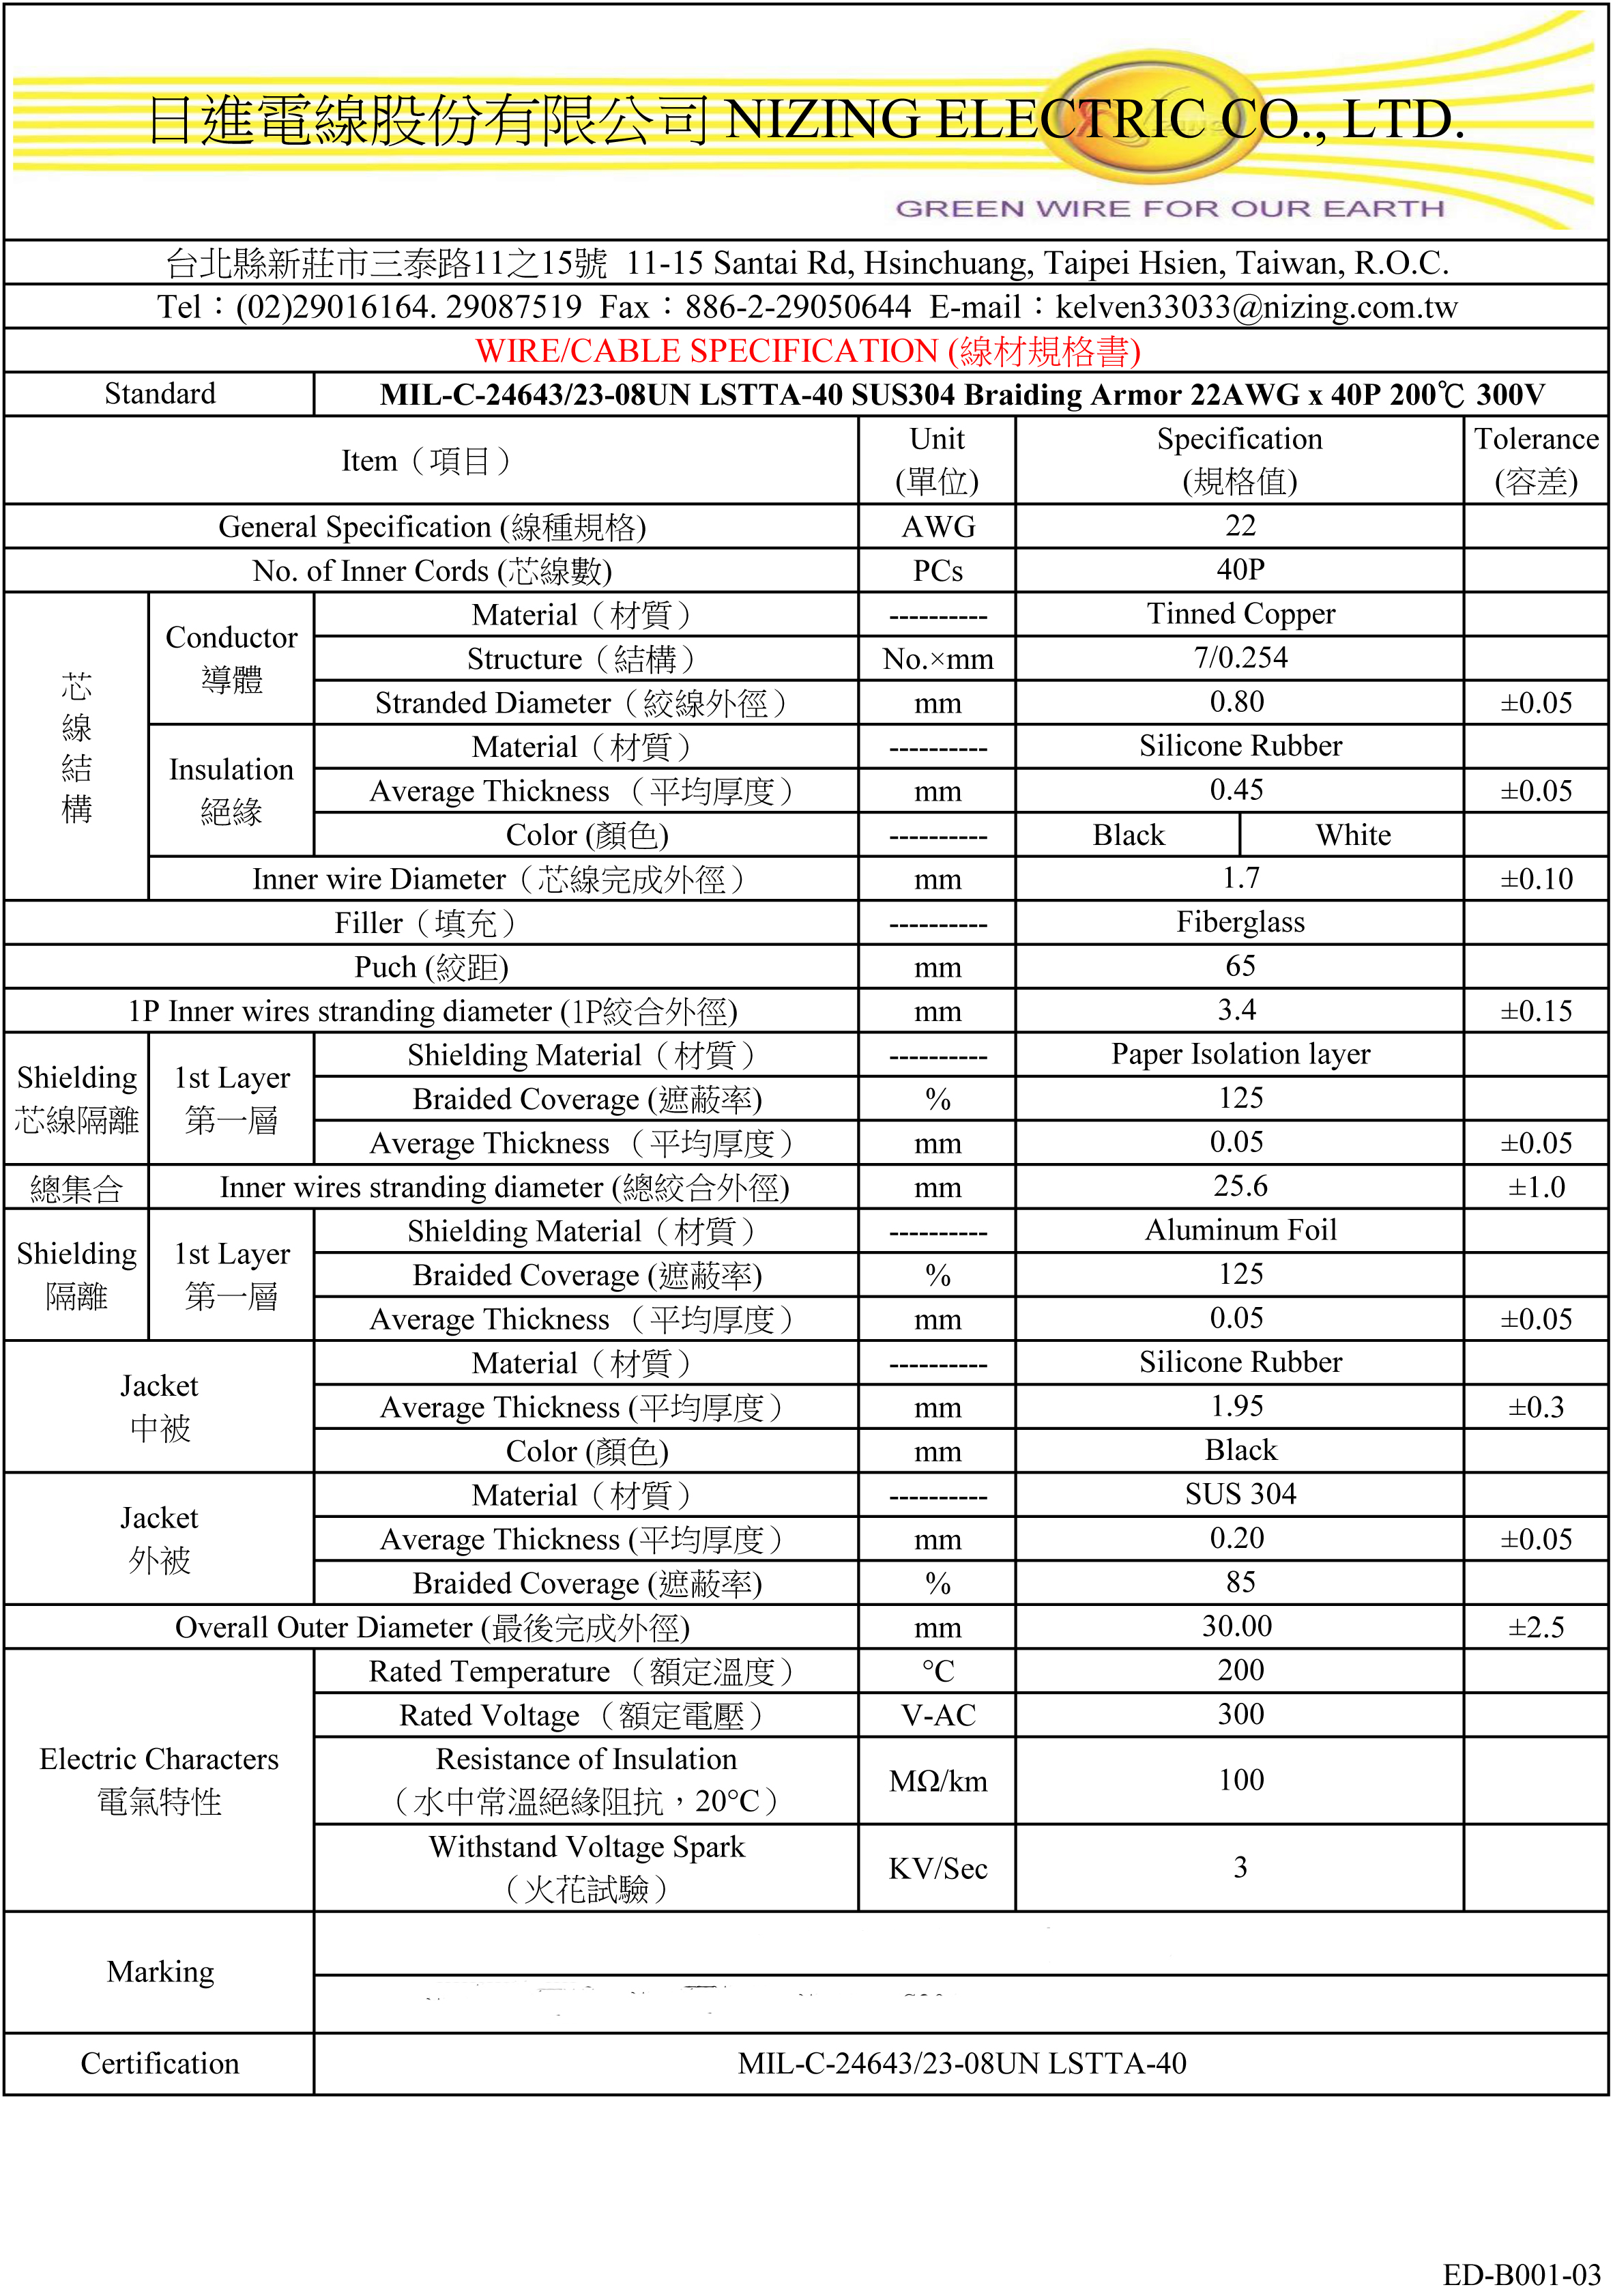 日進電線股份有限公司 NIZING ELECTRIC CO., LTD.
GREEN WIRE FOR OUR EARTH
台北縣新莊市三泰路11之15號 11-15 Santai Rd, Hsinchuang, Taipei Hsien, Taiwan, R.O.C.
Tel：(02)29016164. 29087519 Fax：886-2-29050644 E-mail：kelven33033@nizing.com.tw
WIRE/CABLE SPECIFICATION (線材規格書)
Standard MIL-C-24643/23-08UN LSTTA-40 SUS304 Braiding Armor 22AWG x 40P 200℃ 300V
Item（項目） Unit (單位) Specification (規格值) Tolerance (容差)
General Specification (線種規格) AWG 22
No. of Inner Cords (芯線數) PCs 40P
芯線結構
Conductor 導體
Material（材質） ---------- Tinned Copper
Structure（結構） No.×mm 7/0.254
Stranded Diameter（絞線外徑） mm 0.80 ±0.05
Insulation 絕緣
Material（材質） ---------- Silicone Rubber
Average Thickness （平均厚度） mm 0.45 ±0.05
Color (顏色) ---------- Black White
Inner wire Diameter（芯線完成外徑） mm 1.7 ±0.10
Filler（填充） ---------- Fiberglass
Puch (絞距) mm 65
1P Inner wires stranding diameter (1P絞合外徑) mm 3.4 ±0.15
Shielding 芯線隔離
1st Layer 第一層
Shielding Material（材質） ---------- Paper Isolation layer
Braided Coverage (遮蔽率) % 125
Average Thickness （平均厚度） mm 0.05 ±0.05
總集合 Inner wires stranding diameter (總絞合外徑) mm 25.6 ±1.0
Shielding 隔離
1st Layer 第一層
Shielding Material（材質） ---------- Aluminum Foil
Braided Coverage (遮蔽率) % 125
Average Thickness （平均厚度） mm 0.05 ±0.05
Jacket 中被
Material（材質） ---------- Silicone Rubber
Average Thickness (平均厚度） mm 1.95 ±0.3
Color (顏色) mm Black
Jacket 外被
Material（材質） ---------- SUS 304
Average Thickness (平均厚度） mm 0.20 ±0.05
Braided Coverage (遮蔽率) % 85
Overall Outer Diameter (最後完成外徑) mm 30.00 ±2.5
Electric Characters 電氣特性
Rated Temperature （額定溫度） °C 200
Rated Voltage （額定電壓） V-AC 300
Resistance of Insulation （水中常溫絕緣阻抗，20°C） MΩ/km 100
Withstand Voltage Spark （火花試驗） KV/Sec 3
Marking
Certification MIL-C-24643/23-08UN LSTTA-40
ED-B001-03